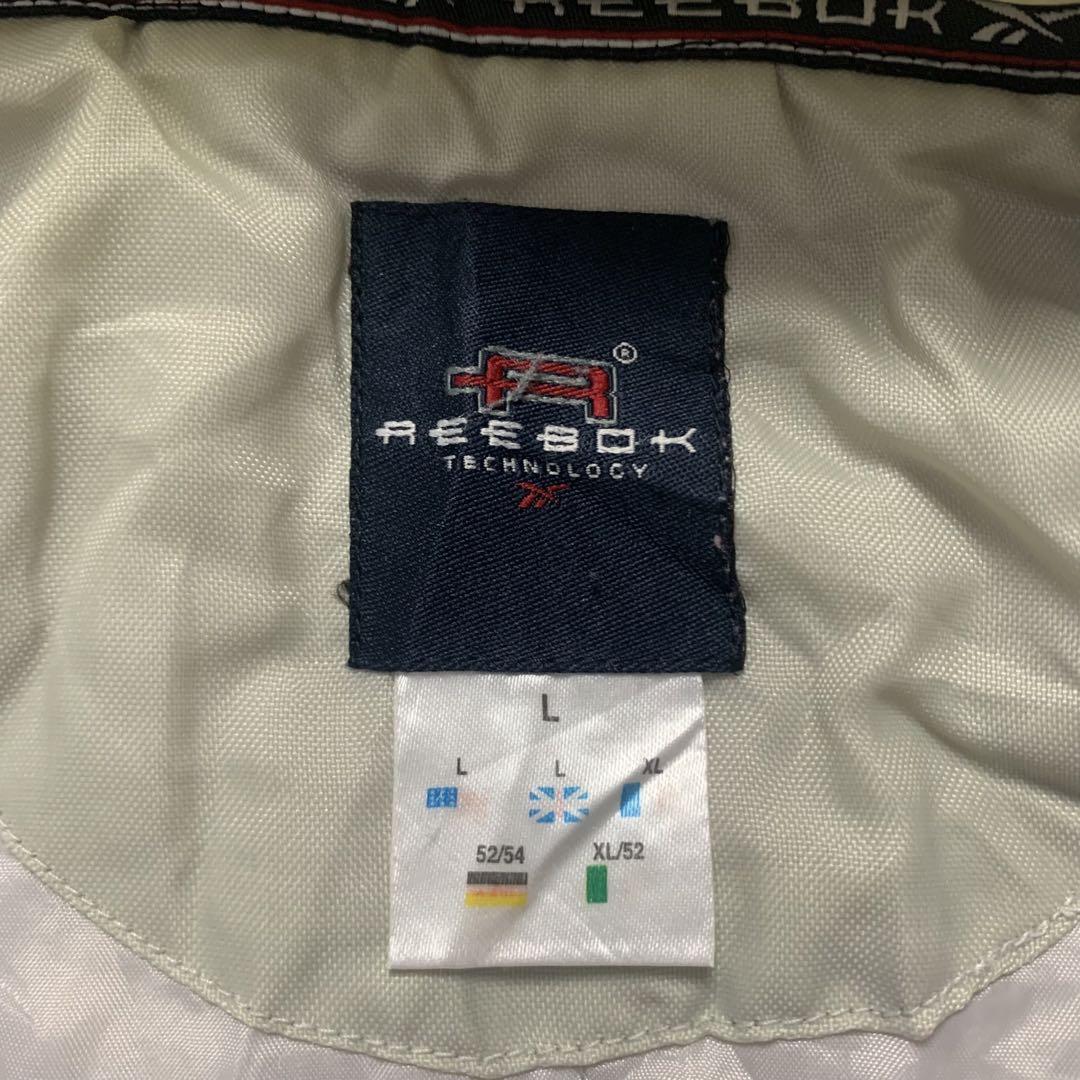 REEBOK
®
REEBOK
TECHNOLOGY
L
L L XL
52/54 XL/52